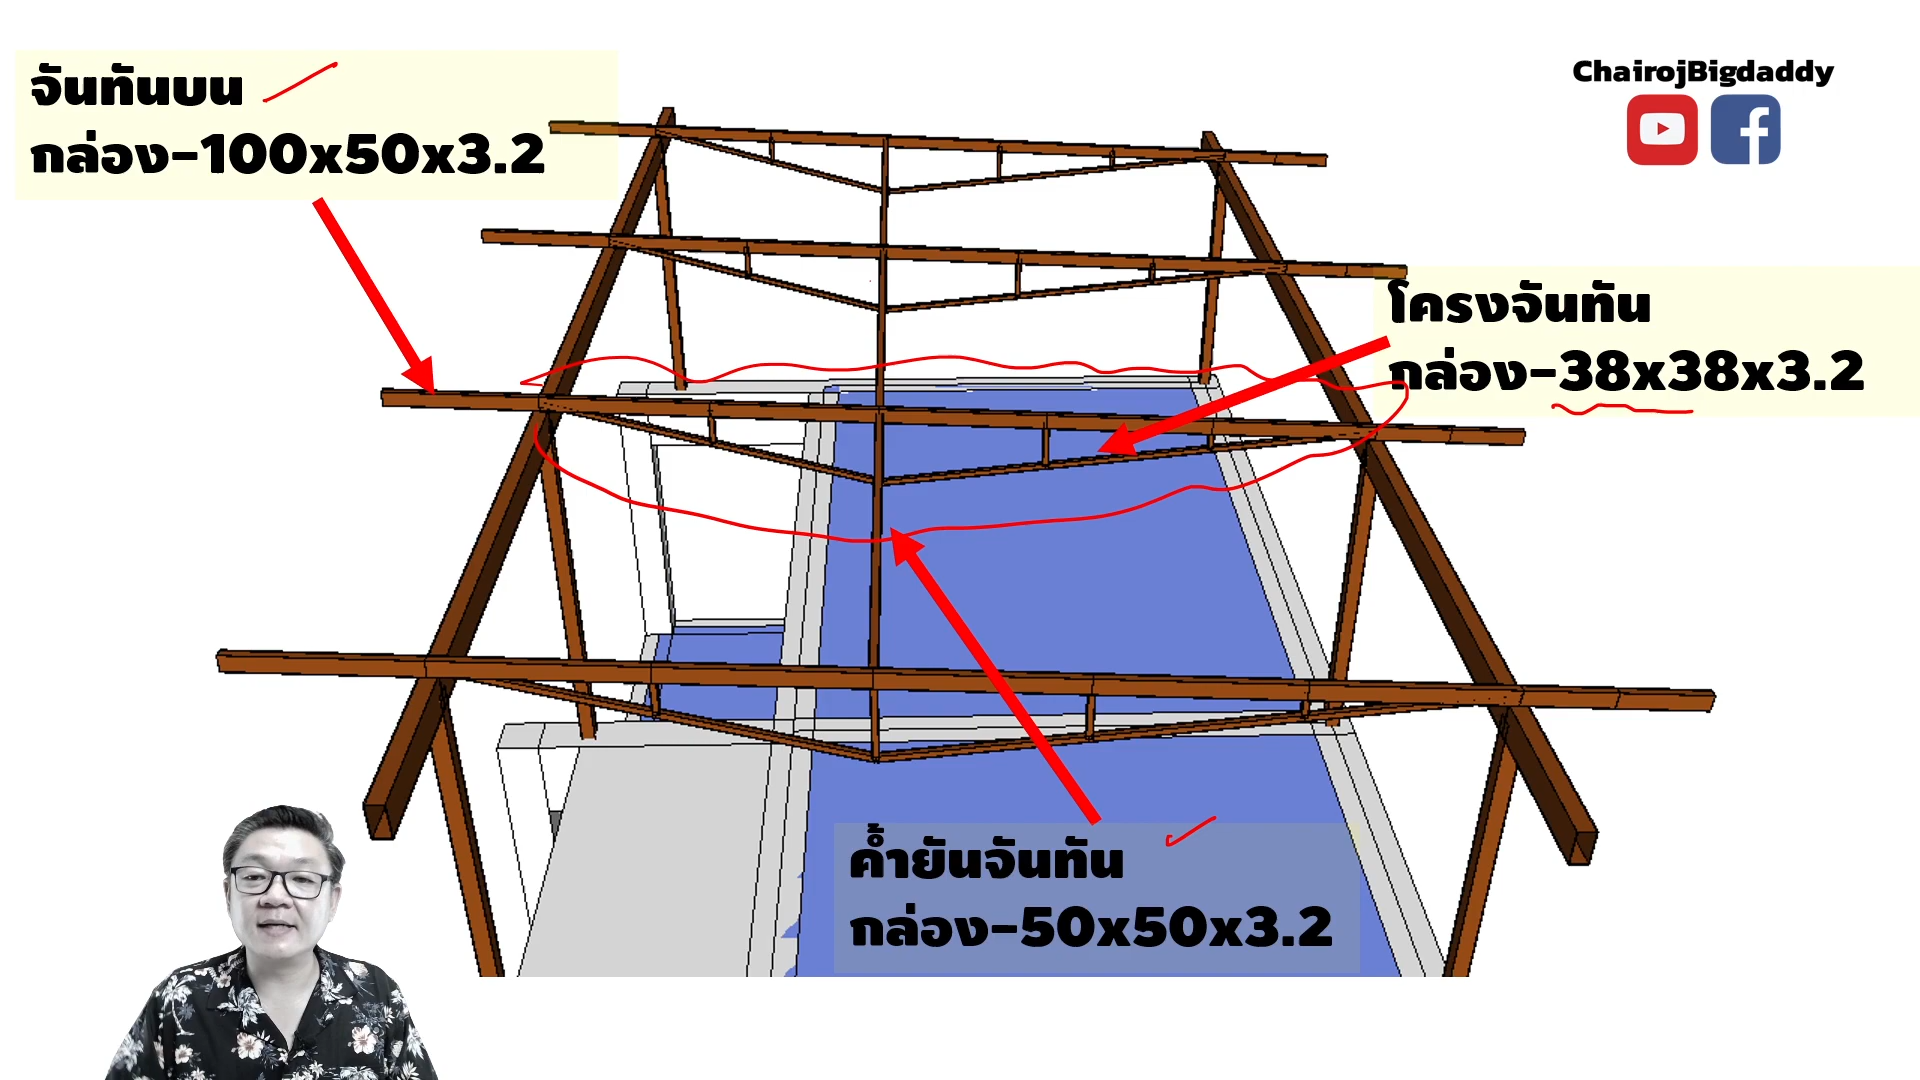 จันทันบน
กล่อง-100x50x3.2
ChairojBigdaddy
โครงจันทัน
กล่อง-38x38x3.2
ค้ำยันจันทัน
กล่อง-50x50x3.2